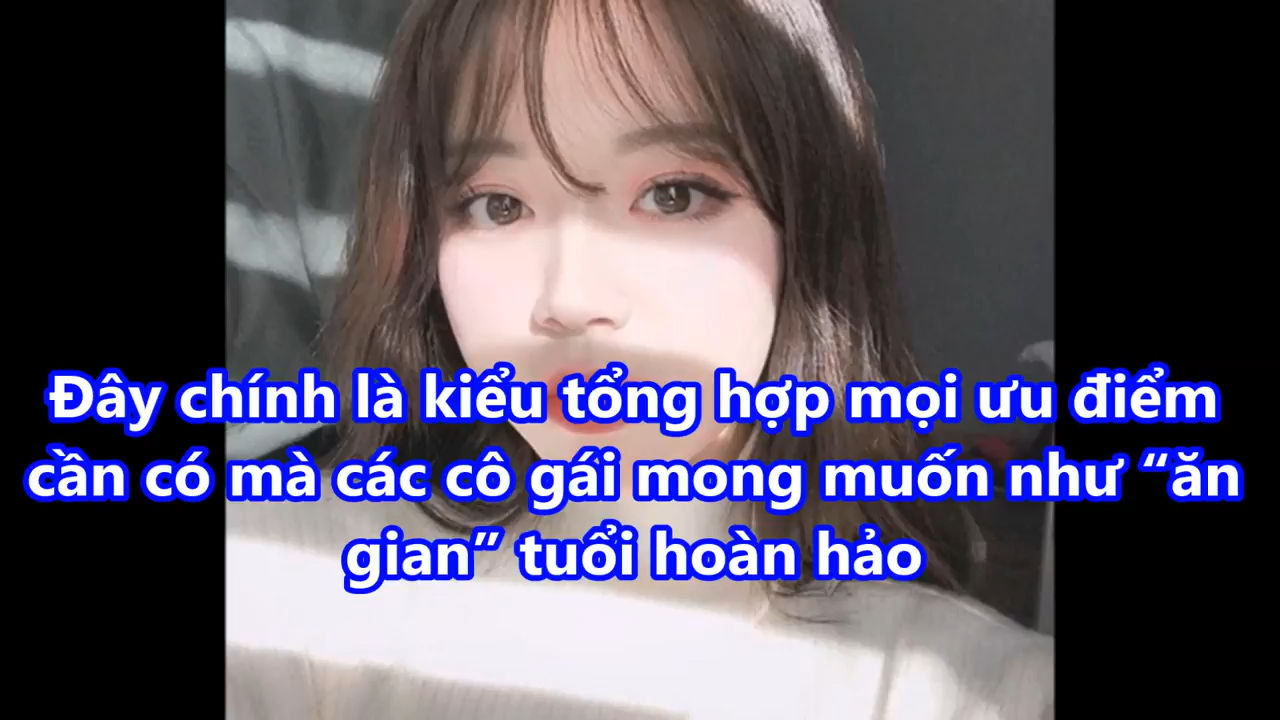 Đây chính là kiểu tổng hợp mọi ưu điểm
cần có mà các cô gái mong muốn như “ăn
gian” tuổi hoàn hảo